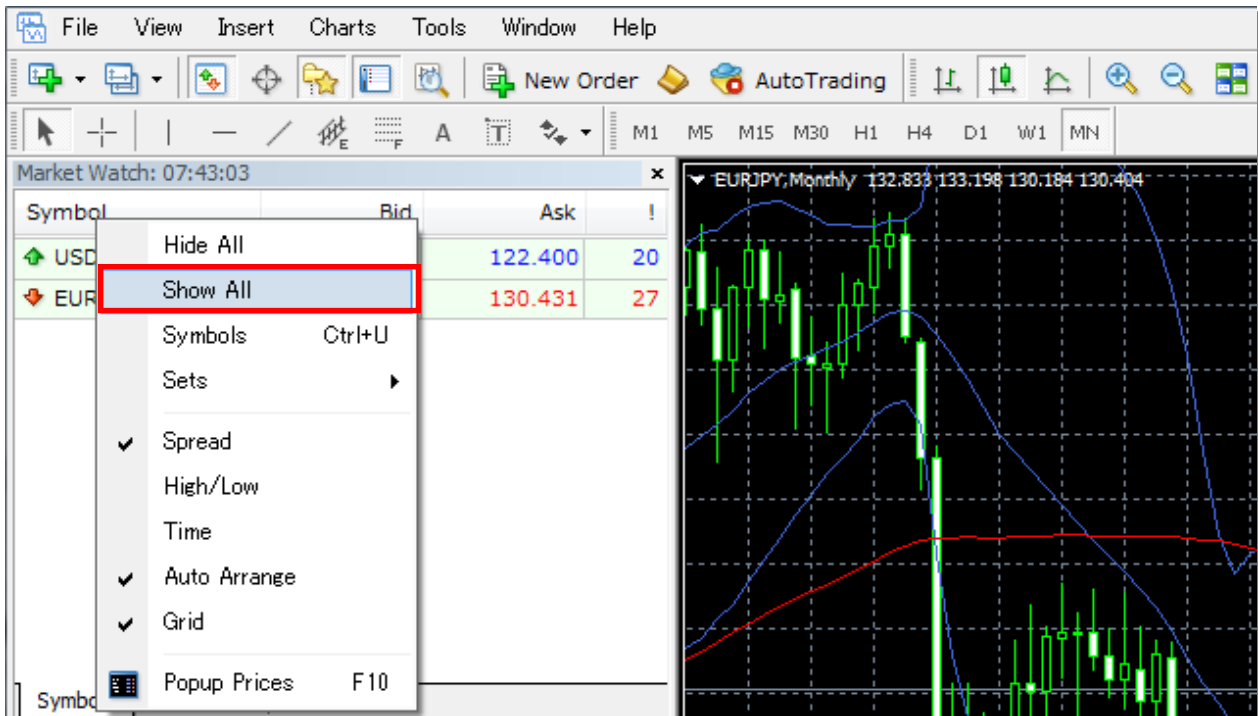 File View Insert Charts Tools Window Help
New Order AutoTrading
E F A T M1 M5 M15 M30 H1 H4 D1 W1 MN
Market Watch: 07:43:03 x
EURJPY,Monthly 132.833 133.198 130.184 130.404
Symbol Bid Ask !
USD 122.400 20
EUR 130.431 27
Hide All
Show All
Symbols Ctrl+U
Sets
Spread
High/Low
Time
Auto Arrange
Grid
Popup Prices F10